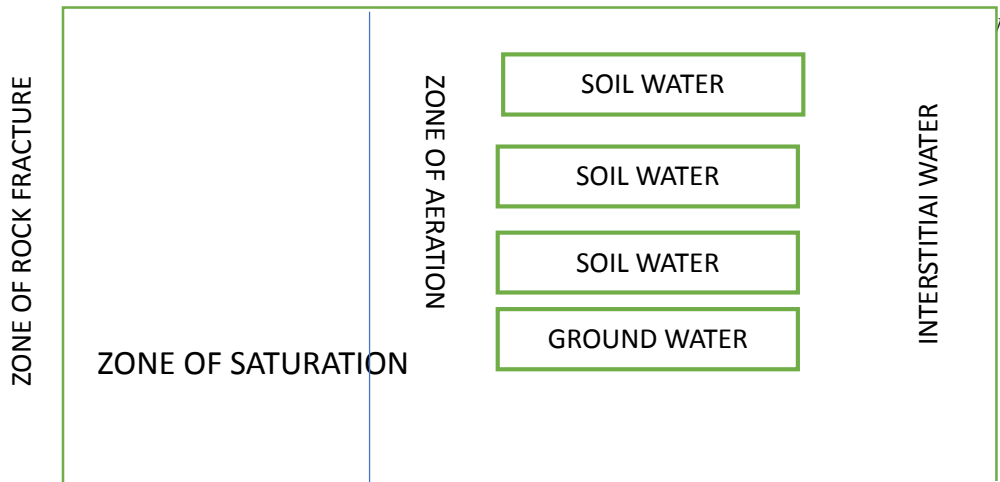 ZONE OF ROCK FRACTURE
ZONE OF SATURATION
ZONE OF AERATION
SOIL WATER
SOIL WATER
SOIL WATER
GROUND WATER
INTERSTITIAI WATER